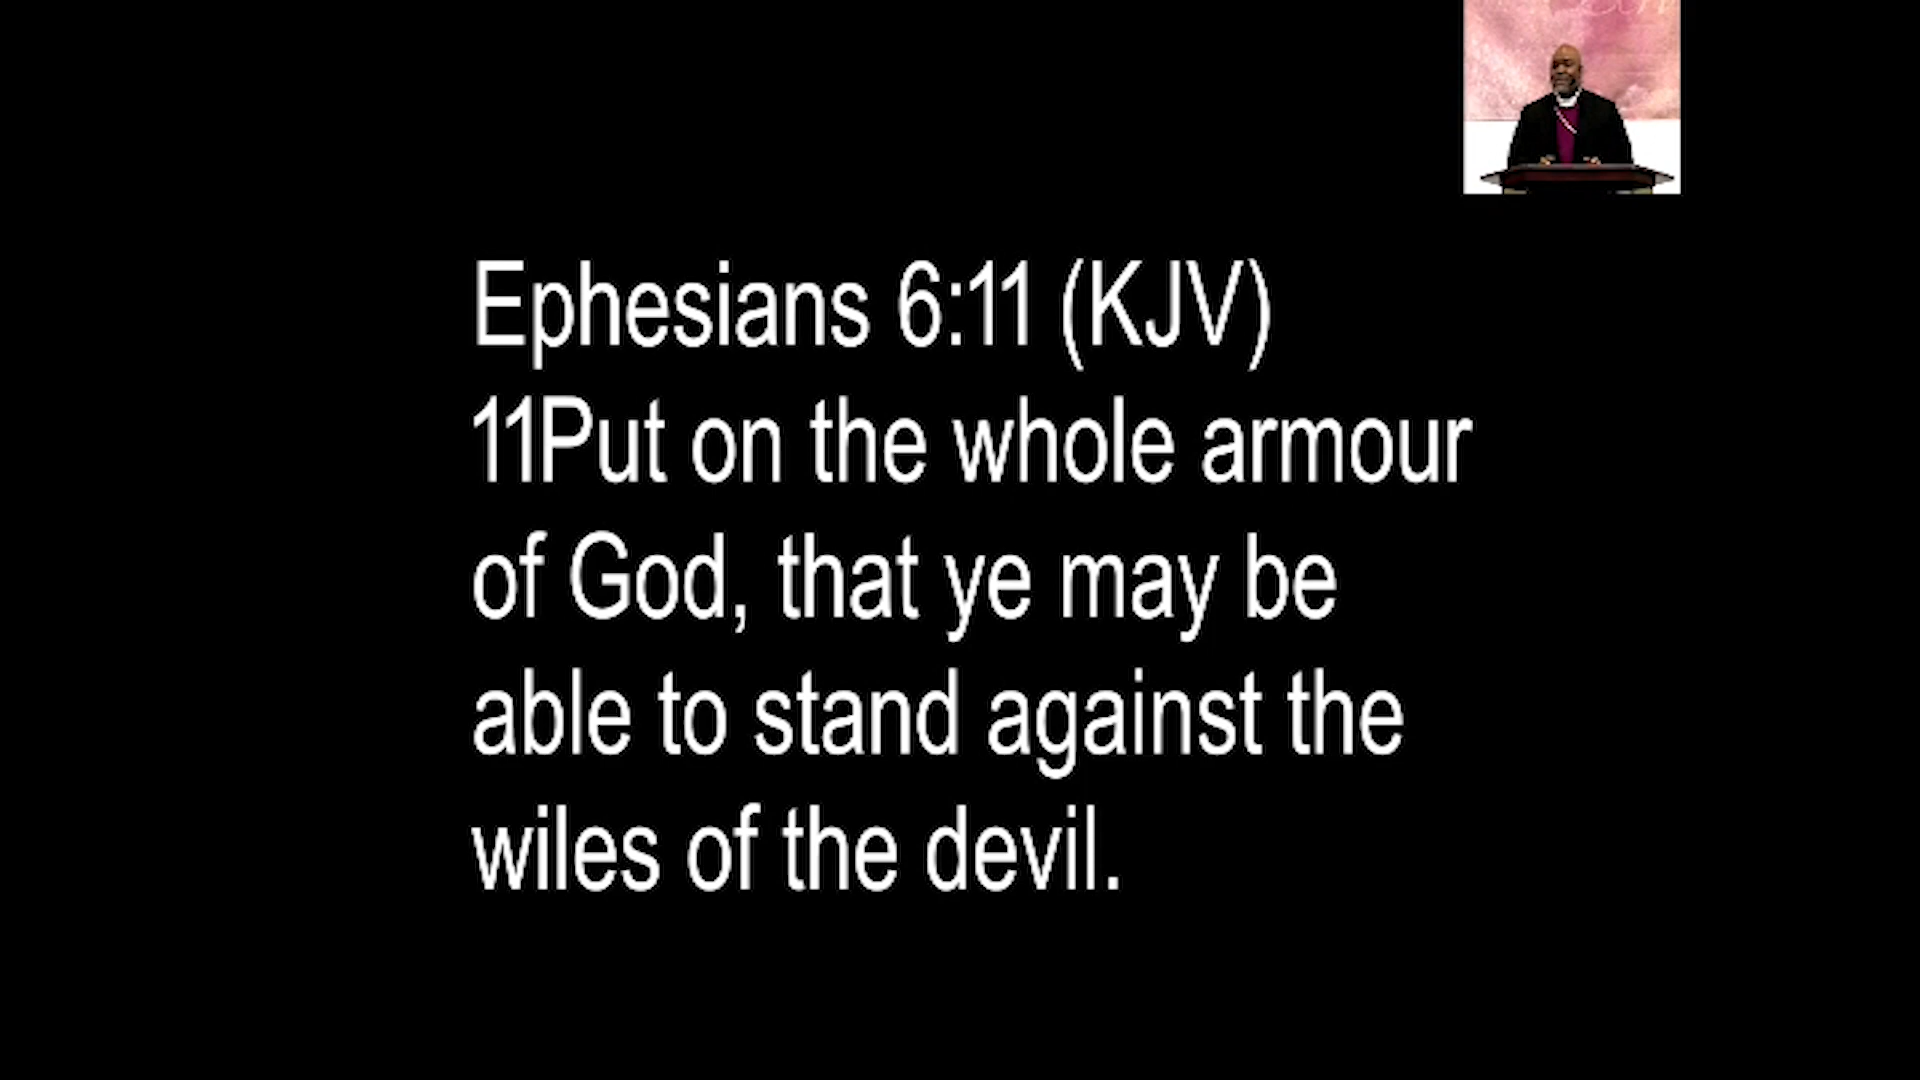 Ephesians 6:11 (KJV)
11Put on the whole armour
of God, that ye may be
able to stand against the
wiles of the devil.